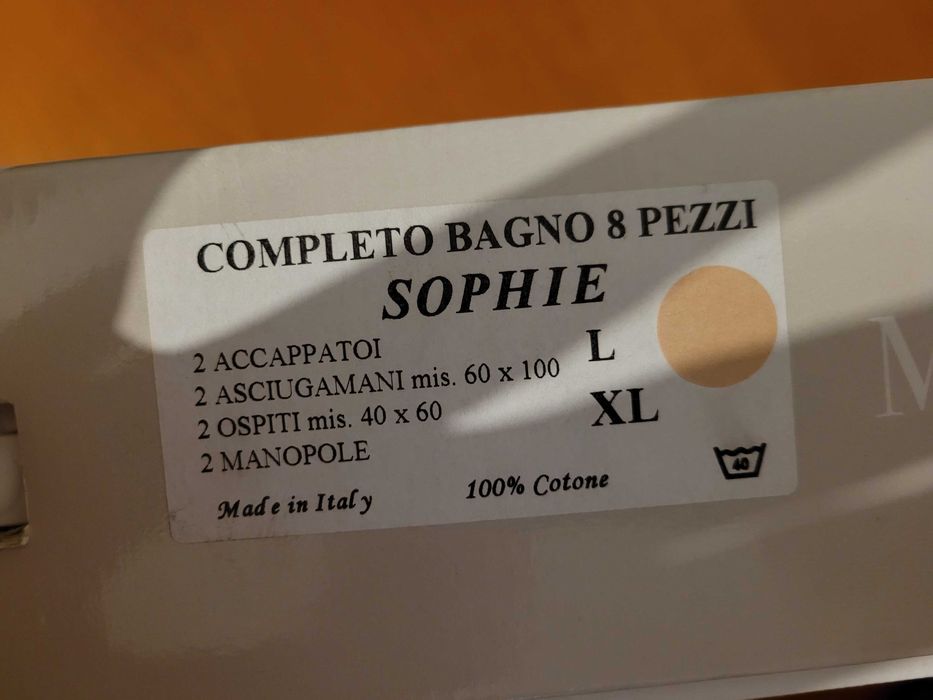 COMPLETO BAGNO 8 PEZZI
SOPHIE
2 ACCAPPATOI
2 ASCIUGAMANI mis. 60 x 100
2 OSPITI mis. 40 x 60
2 MANOPOLE
L
XL
40
Made in Italy
100% Cotone
M